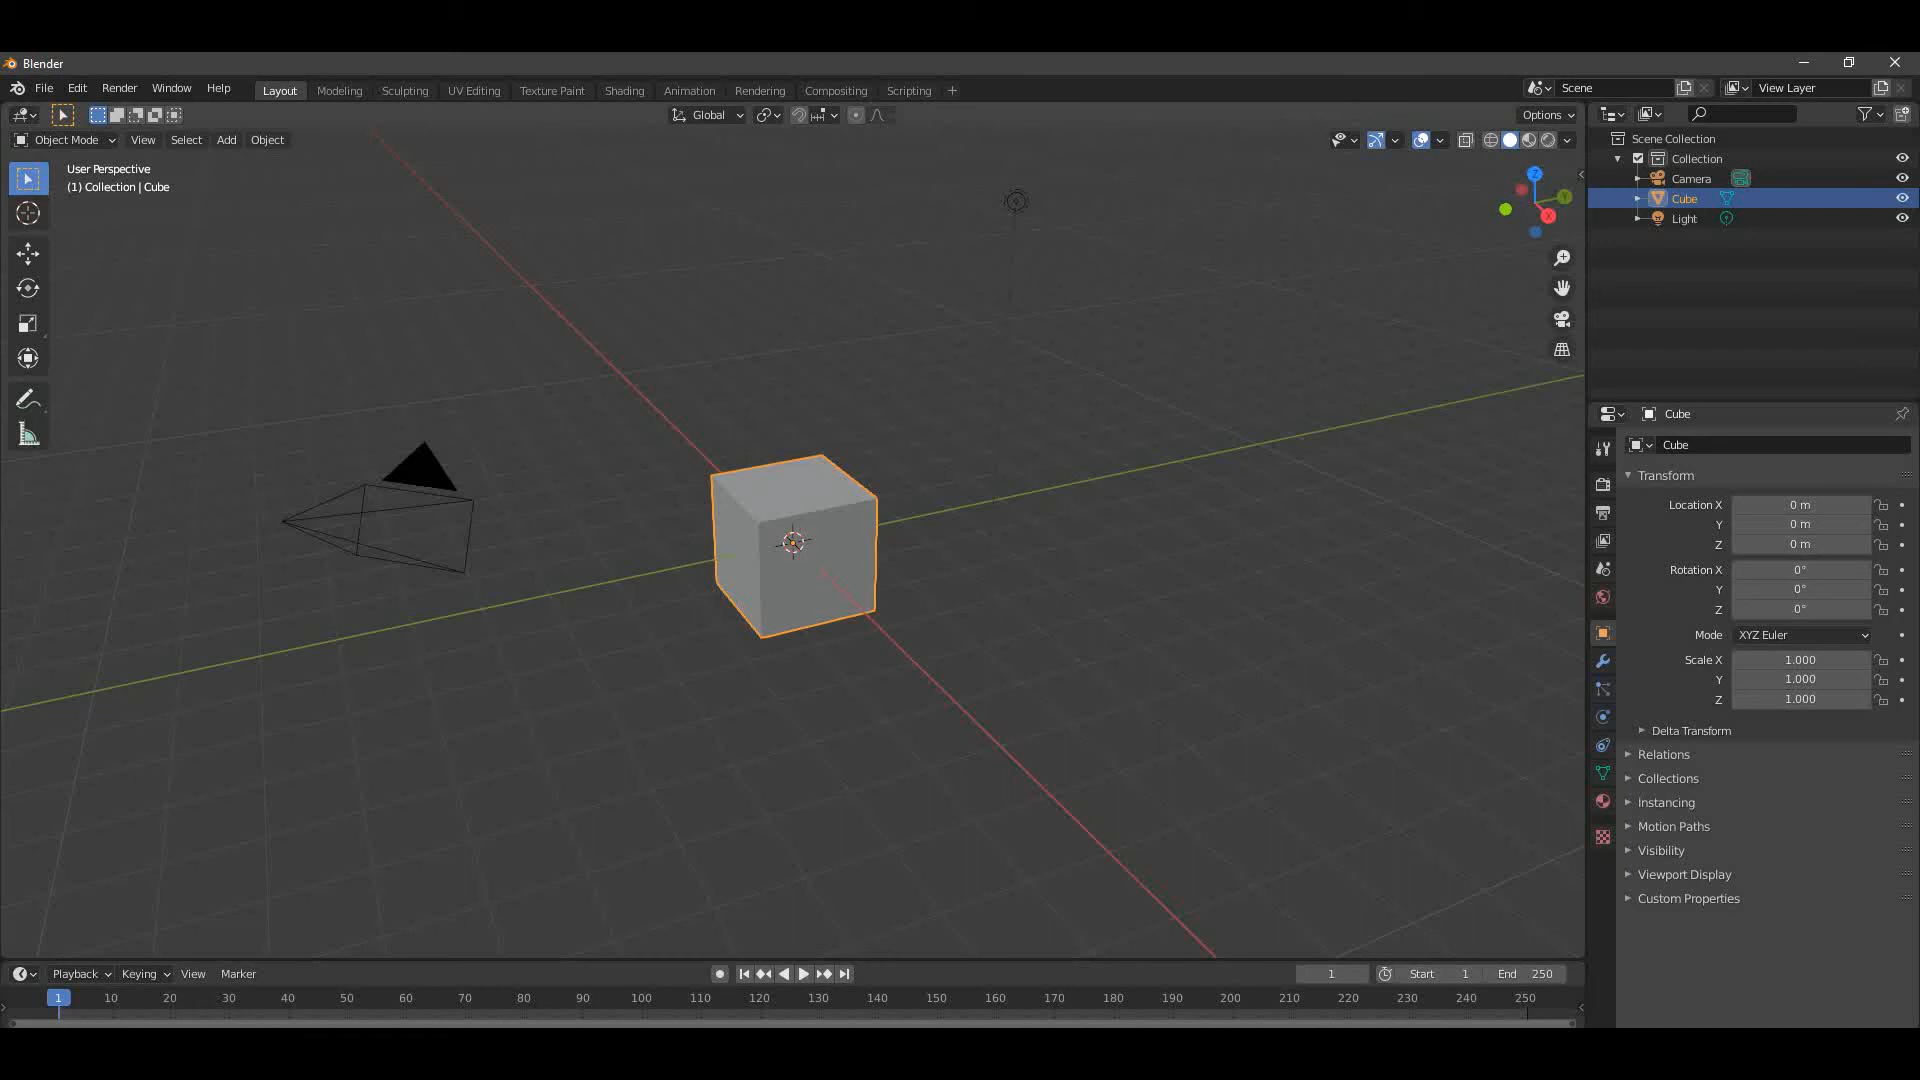 Blender
File Edit Render Window Help Layout Modeling Sculpting UV Editing Texture Paint Shading Animation Rendering Compositing Scripting + Scene View Layer
Global Options
Object Mode View Select Add Object
User Perspective
(1) Collection | Cube
Z
Y
X
Scene Collection
Collection
Camera
Cube
Light
Cube
Cube
Transform
Location X 0 m
Y 0 m
Z 0 m
Rotation X 0°
Y 0°
Z 0°
Mode XYZ Euler
Scale X 1.000
Y 1.000
Z 1.000
Delta Transform
Relations
Collections
Instancing
Motion Paths
Visibility
Viewport Display
Custom Properties
Playback Keying View Marker 1 Start 1 End 250
1 10 20 30 40 50 60 70 80 90 100 110 120 130 140 150 160 170 180 190 200 210 220 230 240 250